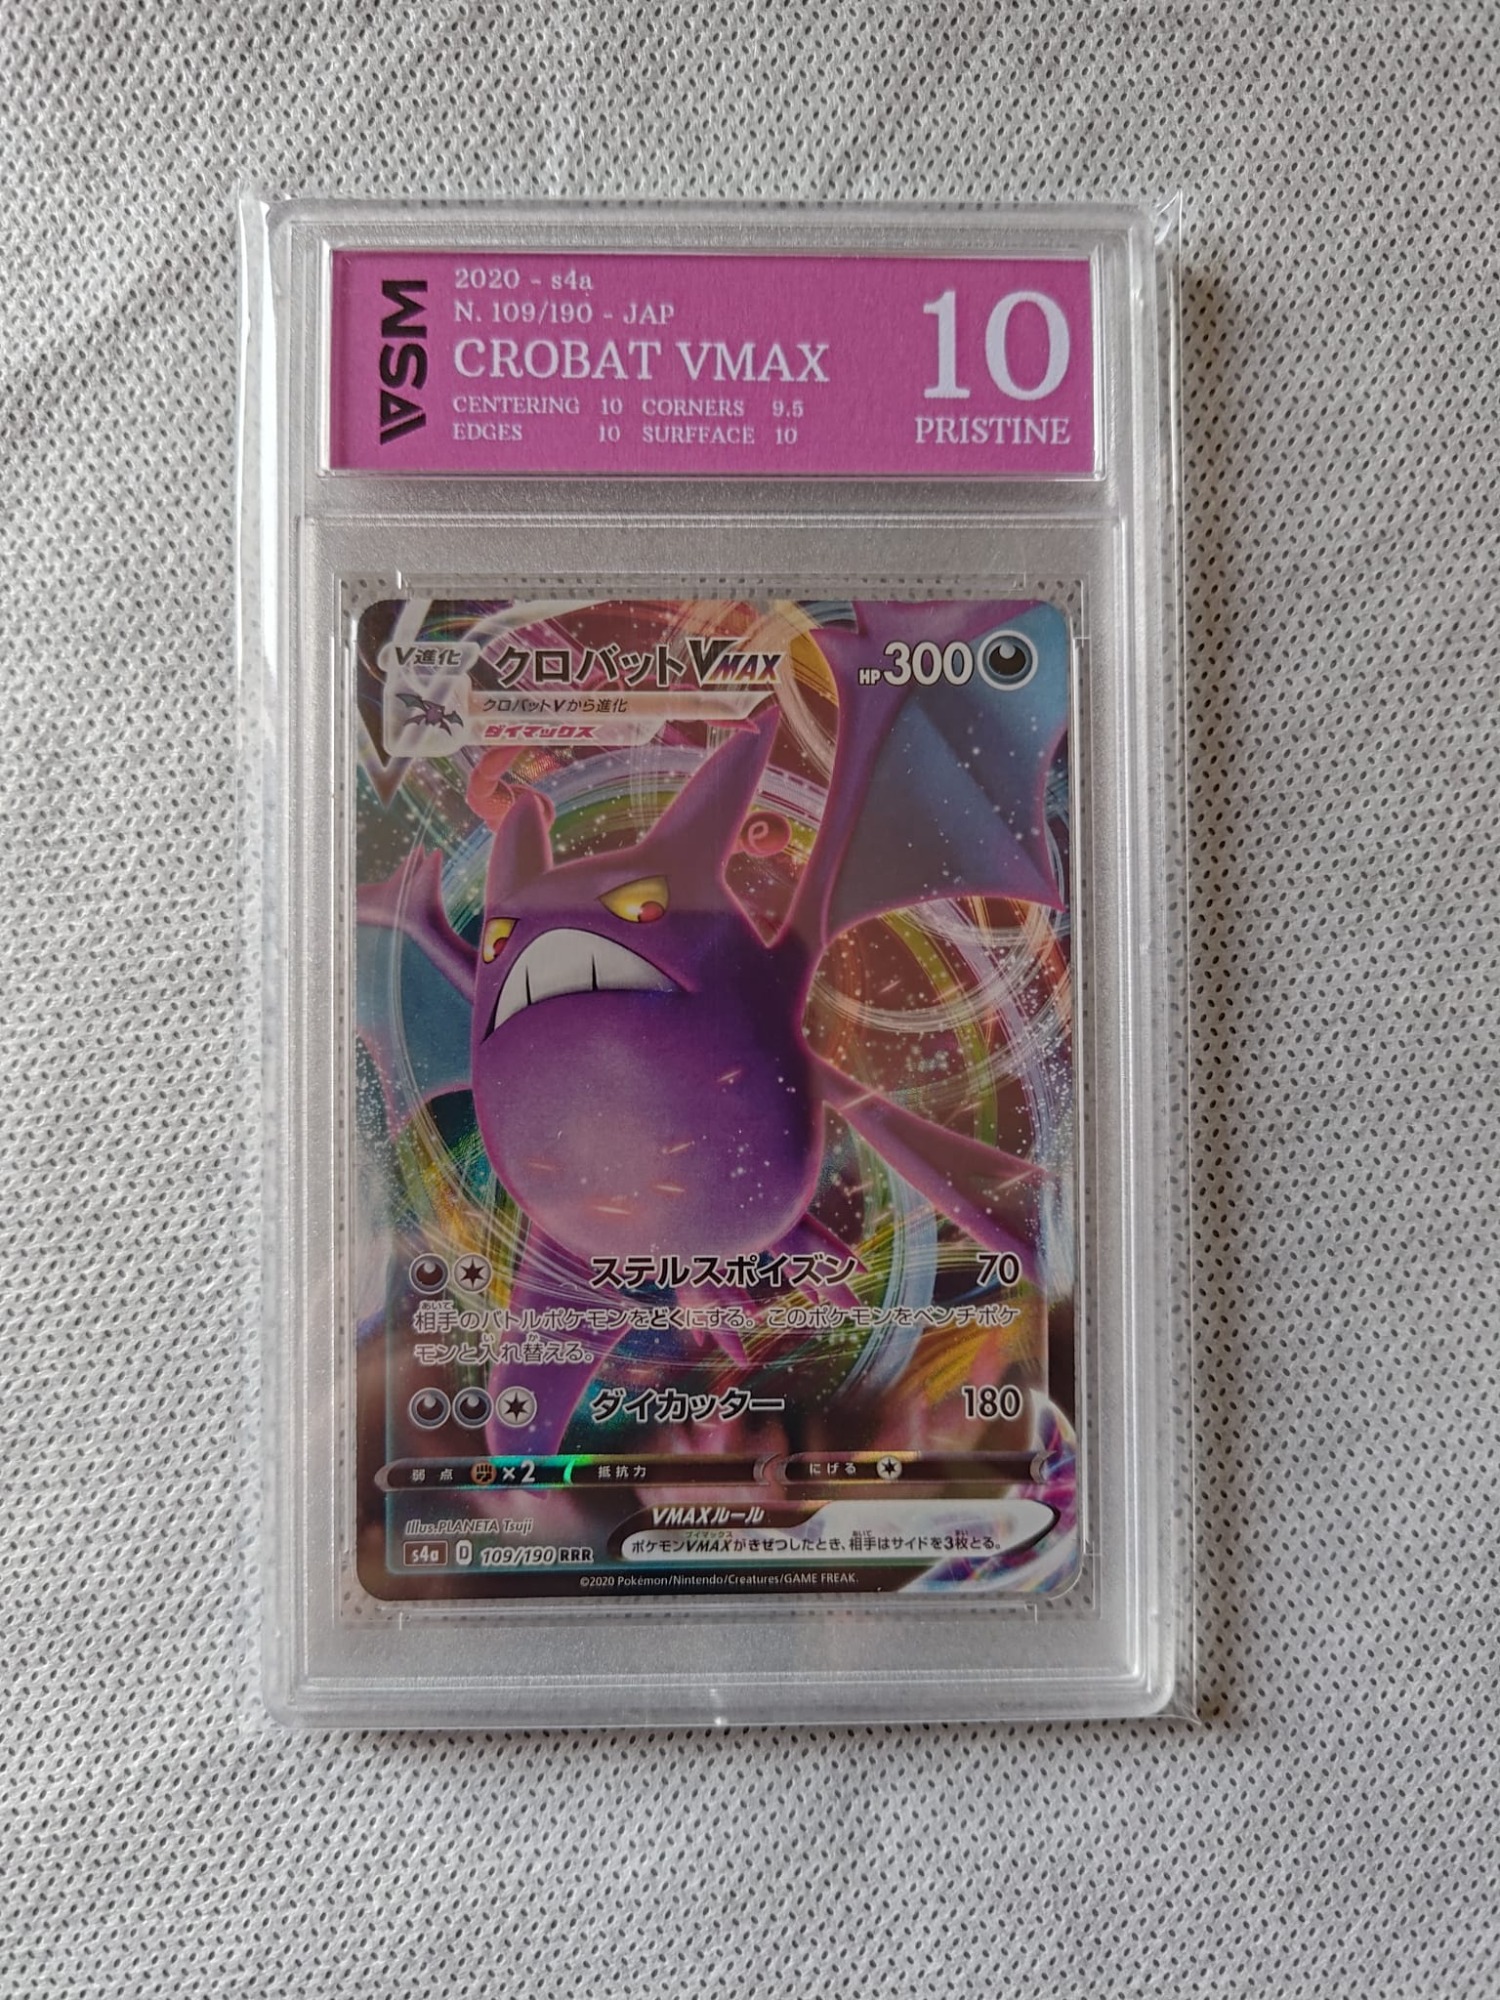 WSA
2020 - s4a
N. 109/190 - JAP
CROBAT VMAX
CENTERING 10 CORNERS 9.5
EDGES 10 SURFFACE 10
10
PRISTINE
V進化
クロバットVMAX
HP300
クロバットVから進化
ダイマックス
ステルスポイズン 70
相手のバトルポケモンをどくにする。このポケモンをベンチポケ
モンと入れ替える。
ダイカッター 180
弱点 ×2 抵抗力 にげる
VMAXルール
ポケモンVMAXがきぜつしたとき、相手はサイドを3枚とる。
Illus.PLANETA Tsuji
s4a D 109/190 RRR
©2020 Pokémon/Nintendo/Creatures/GAME FREAK.